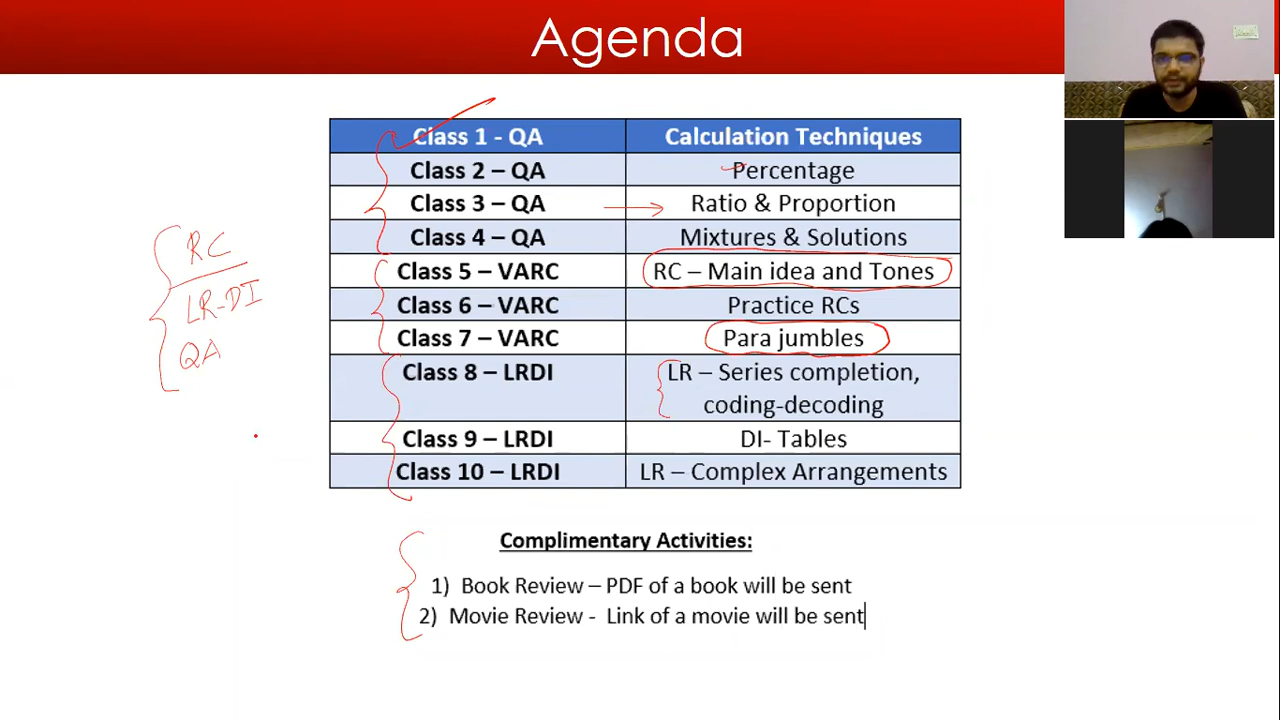 Agenda
Class 1 - QA Calculation Techniques
Class 2 – QA Percentage
Class 3 – QA Ratio & Proportion
Class 4 – QA Mixtures & Solutions
Class 5 – VARC RC – Main idea and Tones
Class 6 – VARC Practice RCs
Class 7 – VARC Para jumbles
Class 8 – LRDI LR – Series completion,
coding-decoding
Class 9 – LRDI DI- Tables
Class 10 – LRDI LR – Complex Arrangements
RC
LR-DI
QA
Complimentary Activities:
1) Book Review – PDF of a book will be sent
2) Movie Review - Link of a movie will be sent